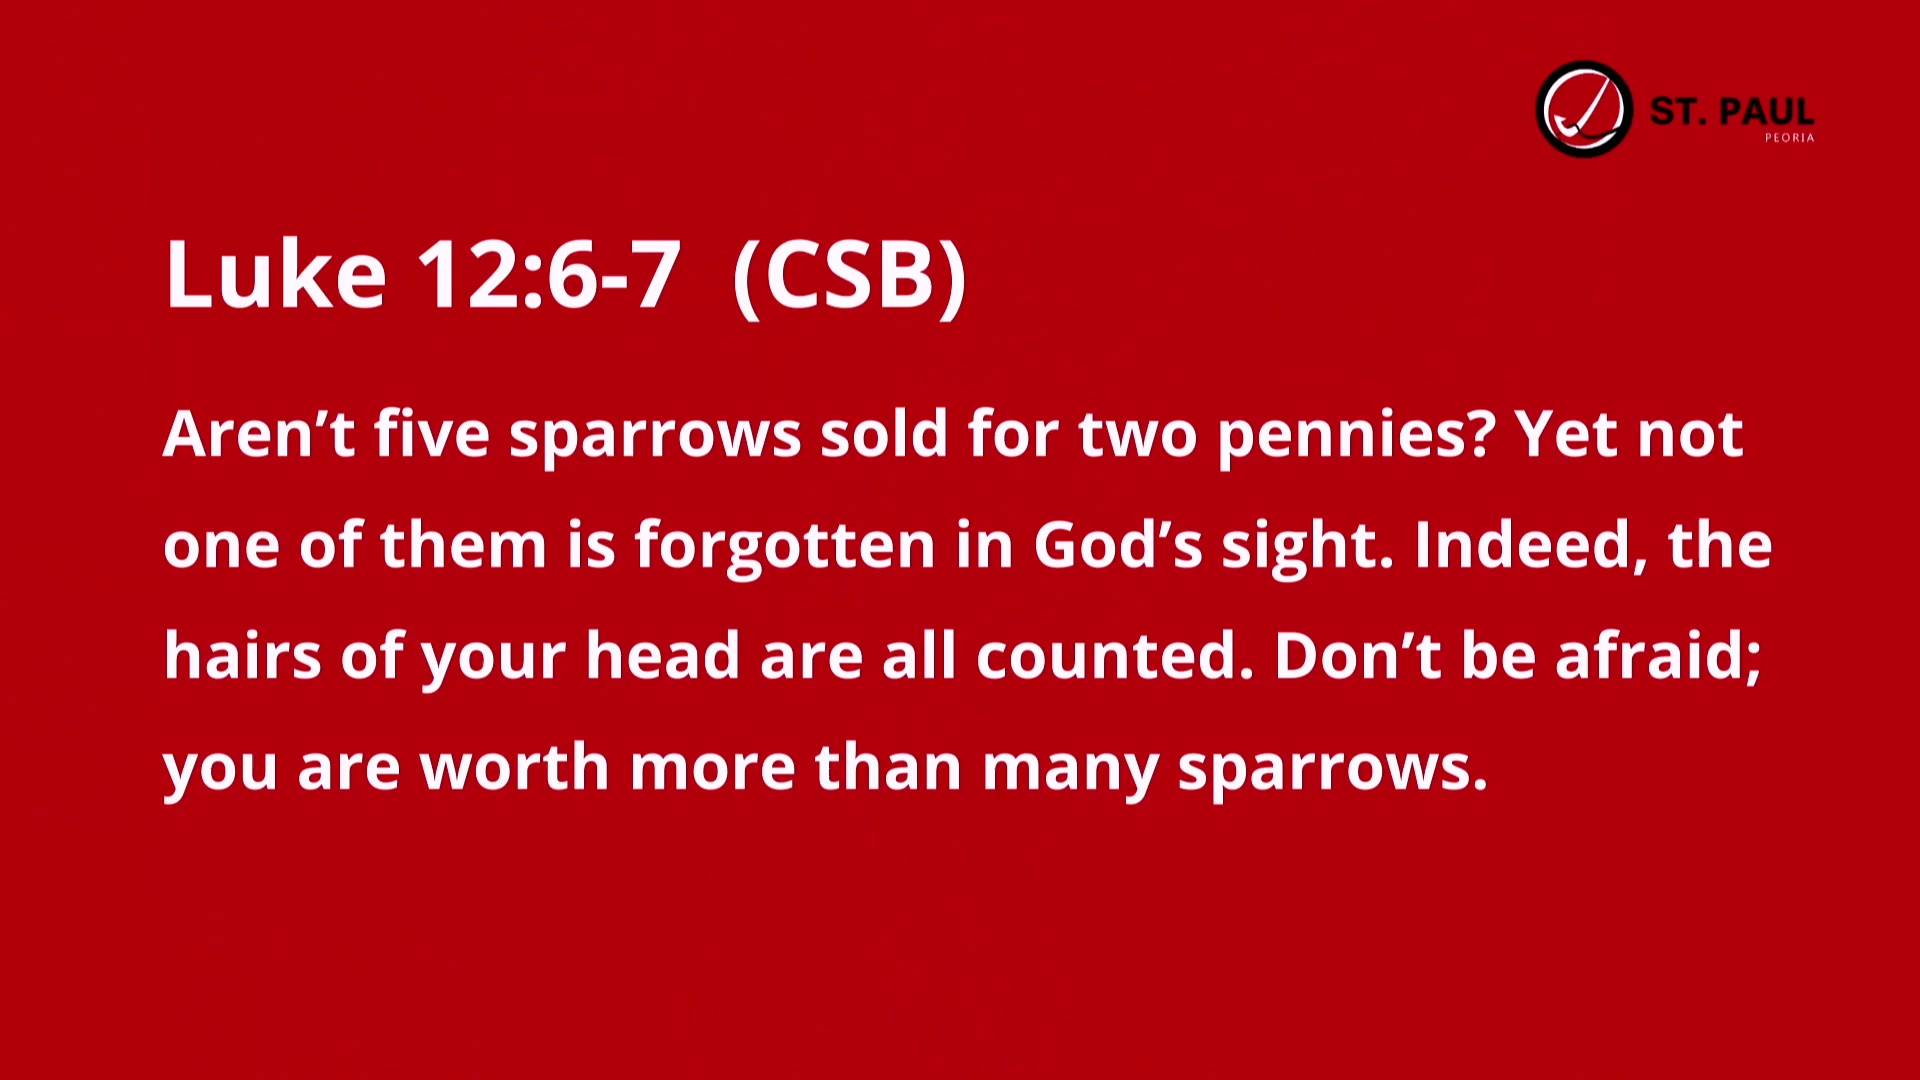 ST. PAUL
PEORIA
Luke 12:6-7  (CSB)
Aren’t five sparrows sold for two pennies? Yet not
one of them is forgotten in God’s sight. Indeed, the
hairs of your head are all counted. Don’t be afraid;
you are worth more than many sparrows.